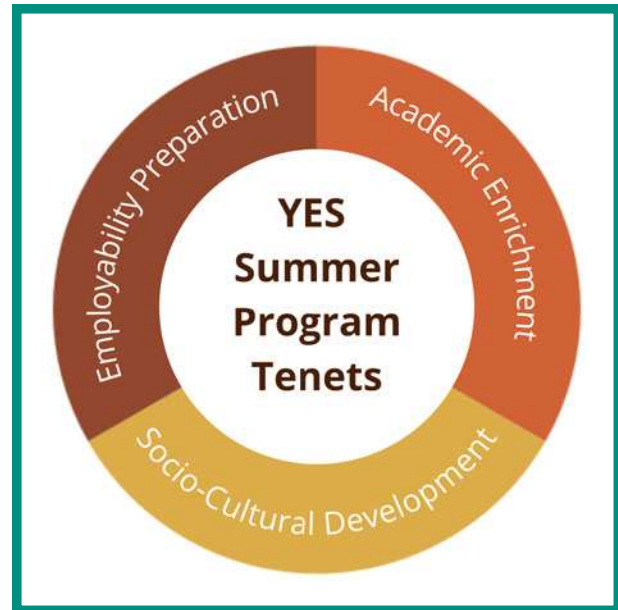 YES
Summer
Program
Tenets
Academic Enrichment
Socio-Cultural Development
Employability Preparation